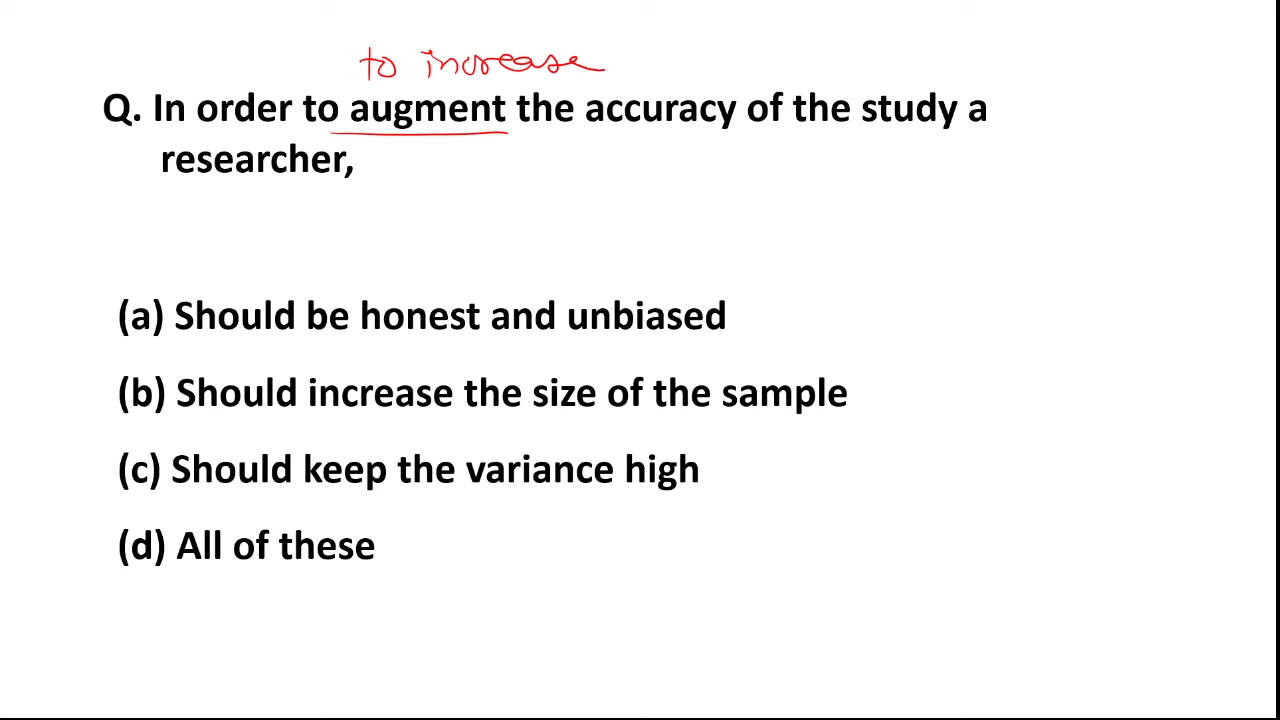 to increase
Q. In order to augment the accuracy of the study a
researcher,
(a) Should be honest and unbiased
(b) Should increase the size of the sample
(c) Should keep the variance high
(d) All of these